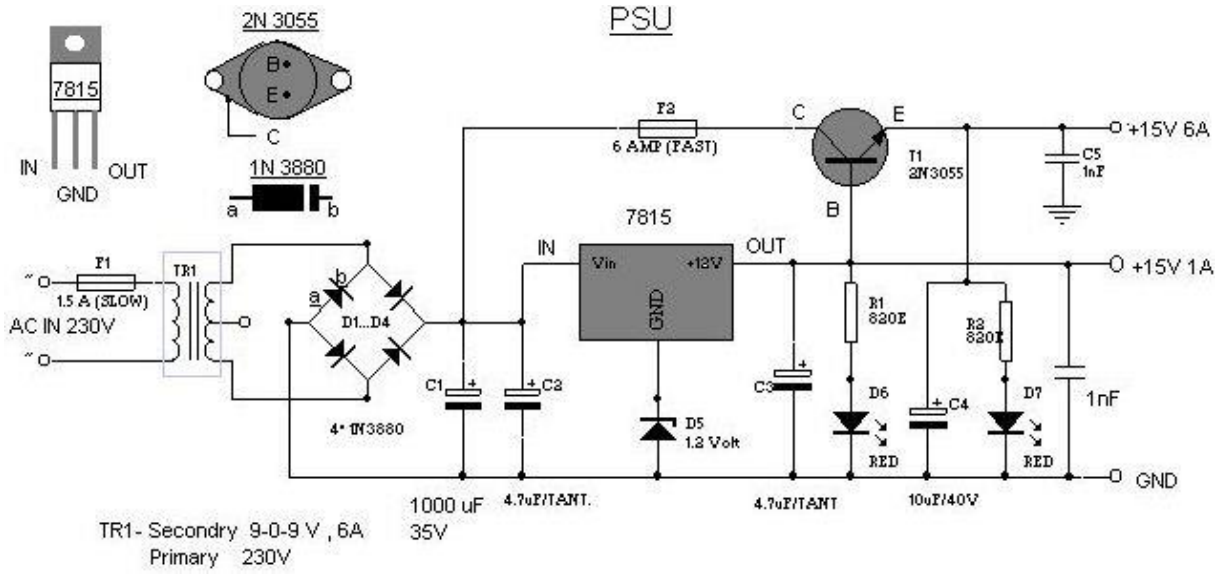 PSU
2N 3055
7815
B
E
C
IN
OUT
GND
1N 3880
a
b
F2
6 AMP (FAST)
C
E
B
T1
2N3055
+15V 6A
C5
1nF
7815
IN
OUT
Vin
+12V
GND
+15V 1A
~
F1
1.5 A (SLOW)
TR1
AC IN 230V
~
a
b
D1...D4
4* 1N3880
C1
+
C2
+
D5
1.2 Volt
C3
+
R1
820E
R2
820E
D6
RED
C4
+
D7
RED
1nF
GND
1000 uF
35V
4.7uF/TANT.
4.7uF/TANT
10uF/40V
TR1- Secondry 9-0-9 V , 6A
Primary 230V